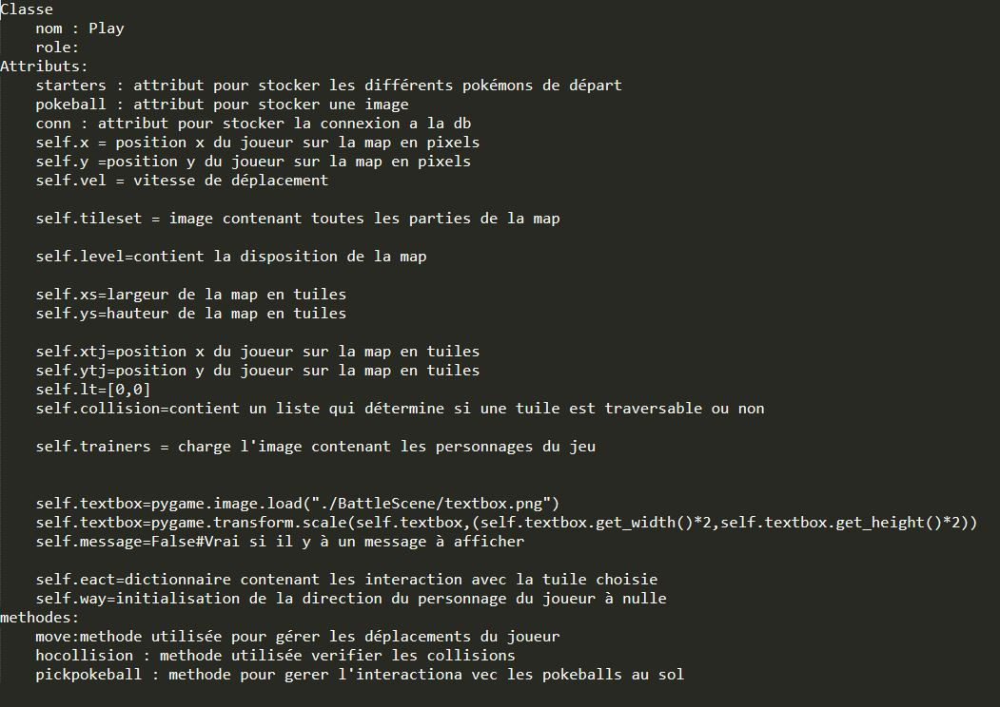 Classe
nom : Play
role:
Attributs:
starters : attribut pour stocker les différents pokémons de départ
pokeball : attribut pour stocker une image
conn : attribut pour stocker la connexion a la db
self.x = position x du joueur sur la map en pixels
self.y =position y du joueur sur la map en pixels
self.vel = vitesse de déplacement
self.tileset = image contenant toutes les parties de la map
self.level=contient la disposition de la map
self.xs=largeur de la map en tuiles
self.ys=hauteur de la map en tuiles
self.xtj=position x du joueur sur la map en tuiles
self.ytj=position y du joueur sur la map en tuiles
self.lt=[0,0]
self.collision=contient un liste qui détermine si une tuile est traversable ou non
self.trainers = charge l'image contenant les personnages du jeu
self.textbox=pygame.image.load("./BattleScene/textbox.png")
self.textbox=pygame.transform.scale(self.textbox,(self.textbox.get_width()*2,self.textbox.get_height()*2))
self.message=False#Vrai si il y à un message à afficher
self.eact=dictionnaire contenant les interaction avec la tuile choisie
self.way=initialisation de la direction du personnage du joueur à nulle
methodes:
move:methode utilisée pour gérer les déplacements du joueur
hocollision : methode utilisée verifier les collisions
pickpokeball : methode pour gerer l'interactiona vec les pokeballs au sol